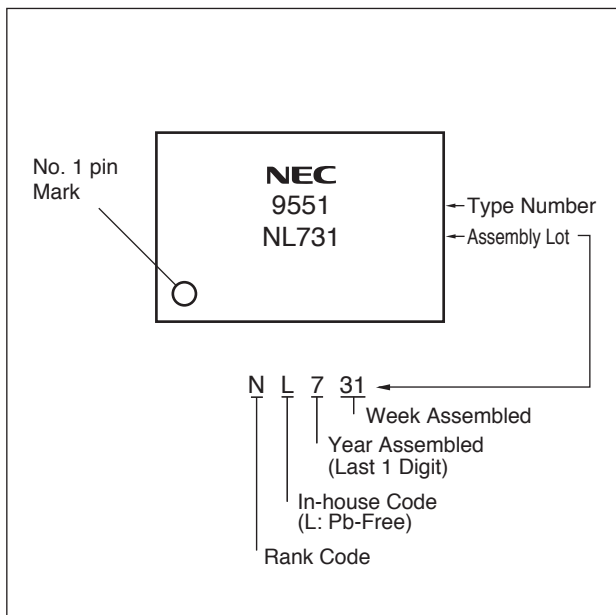 No. 1 pin
Mark
NEC
9551
NL731
Type Number
Assembly Lot
N L 7 31
Week Assembled
Year Assembled
(Last 1 Digit)
In-house Code
(L: Pb-Free)
Rank Code